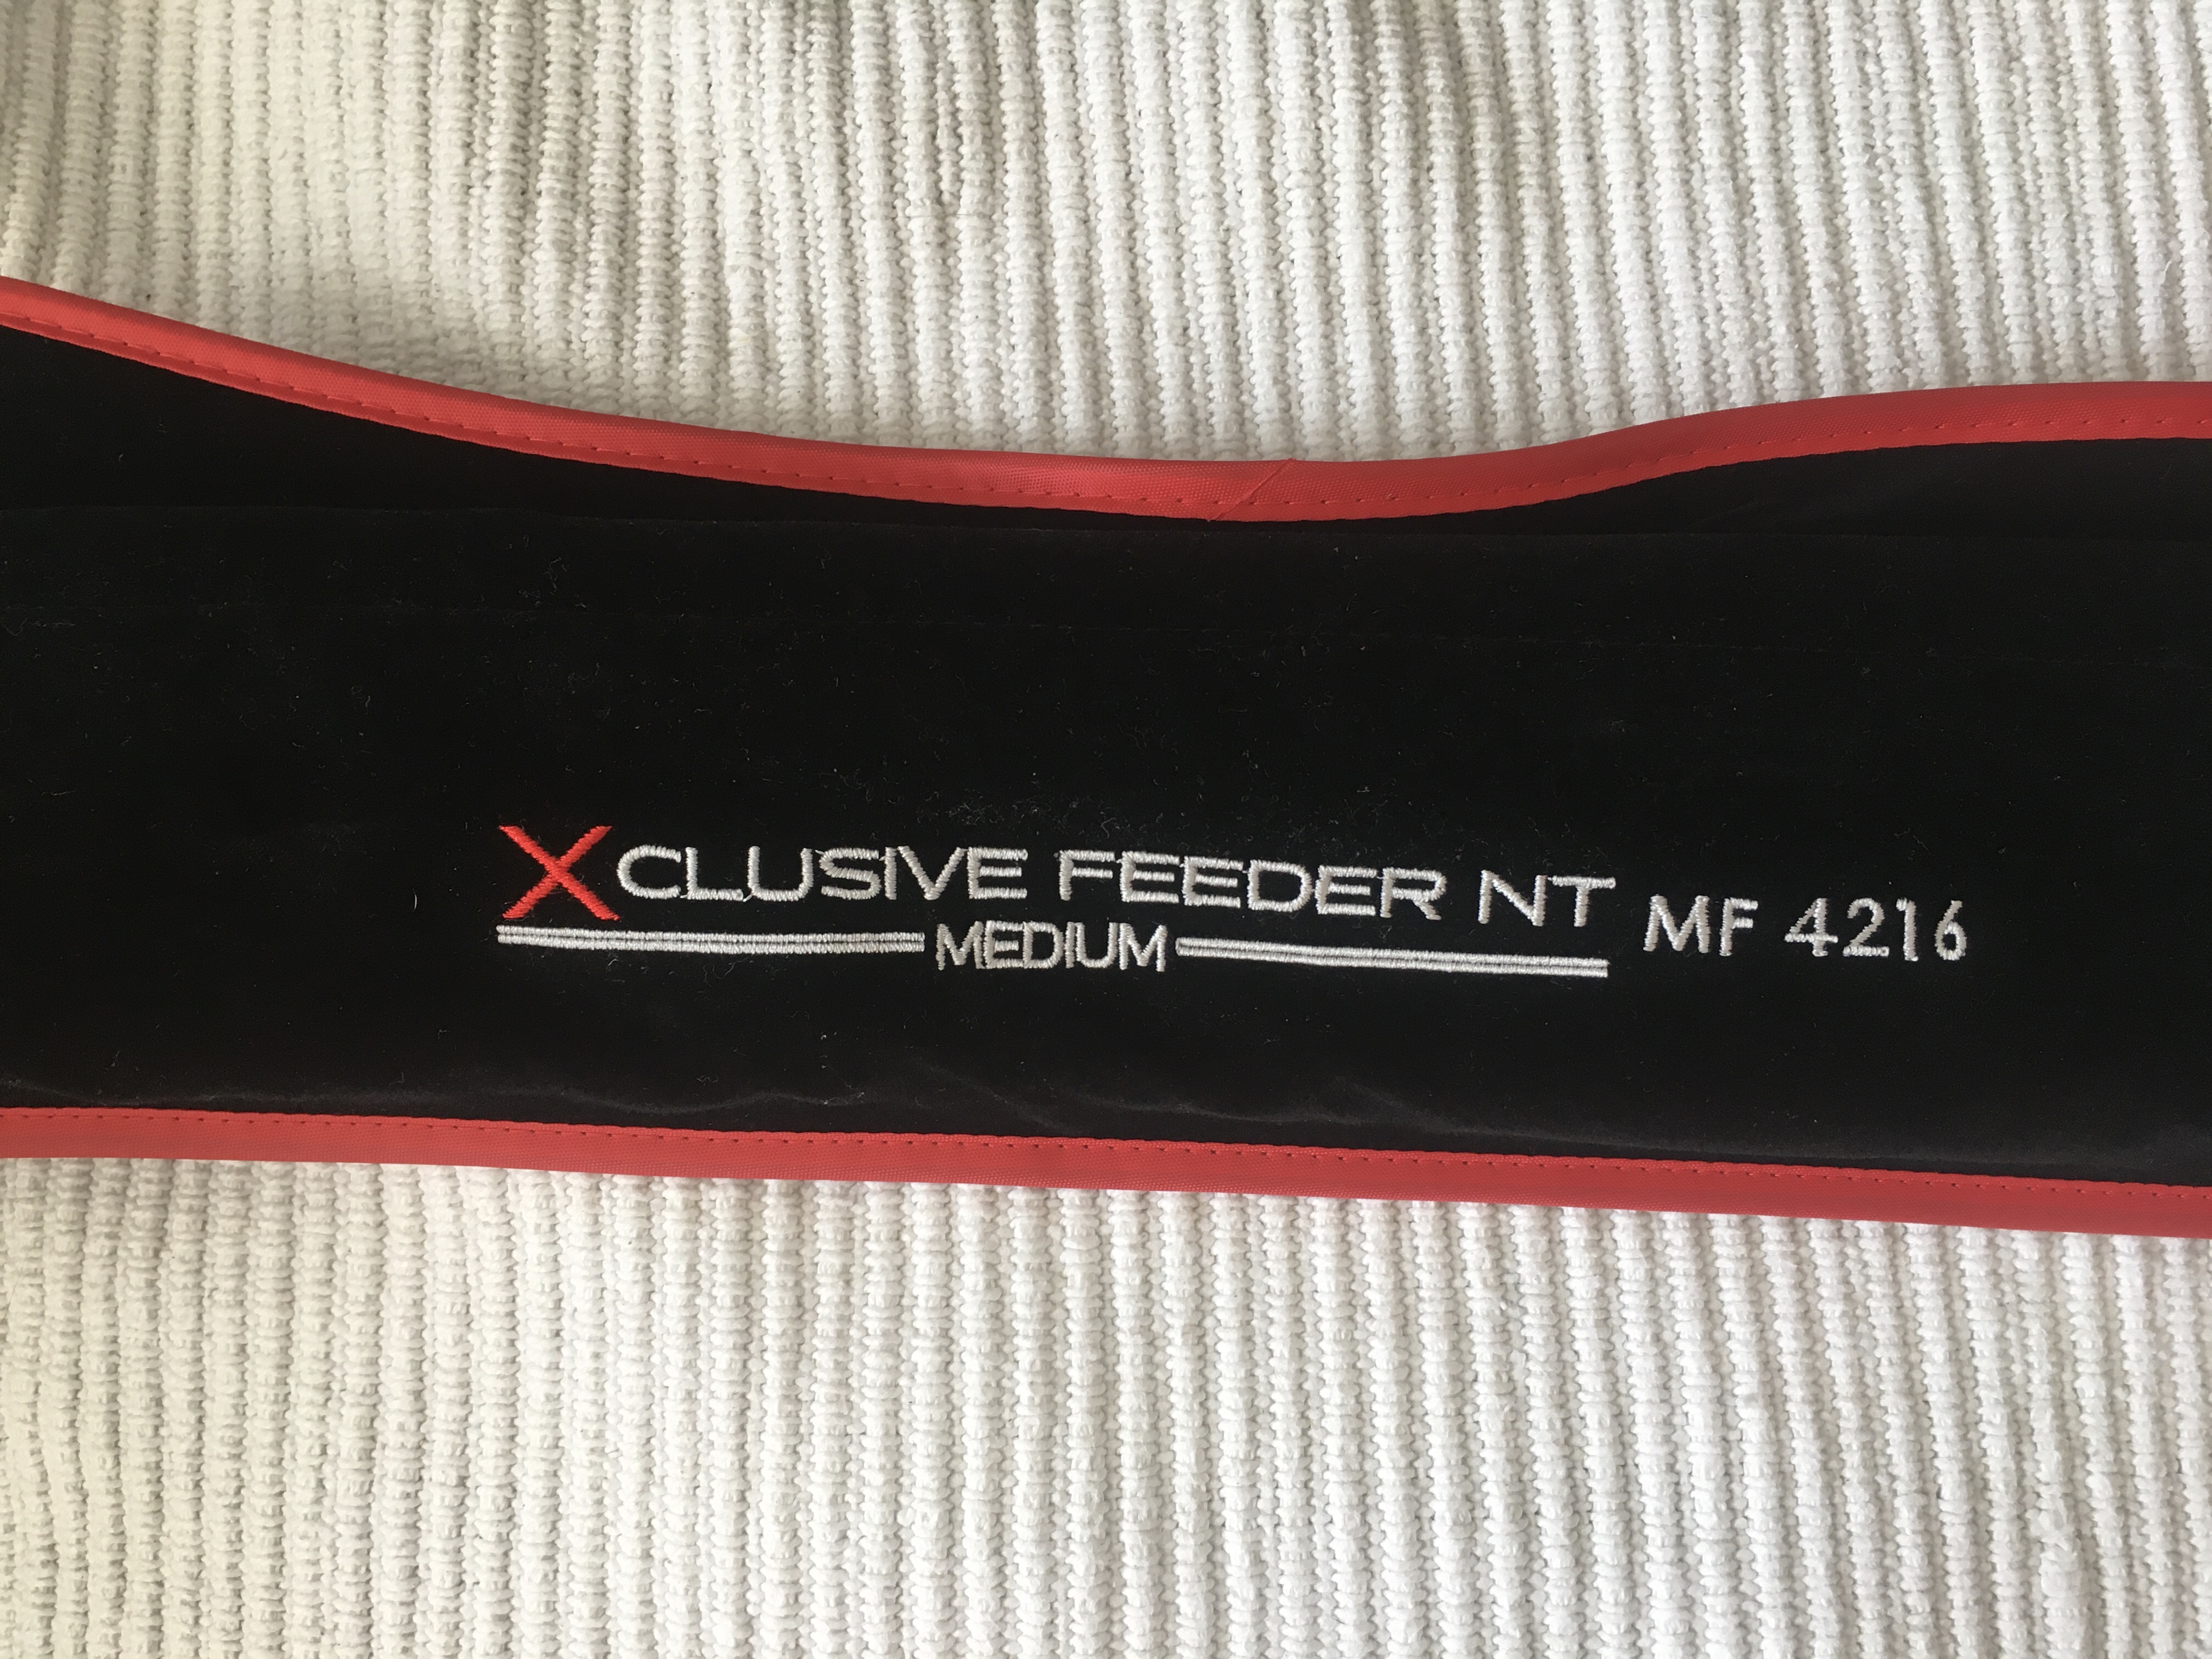 XCLUSIVE FEEDER NT MF 4216
MEDIUM